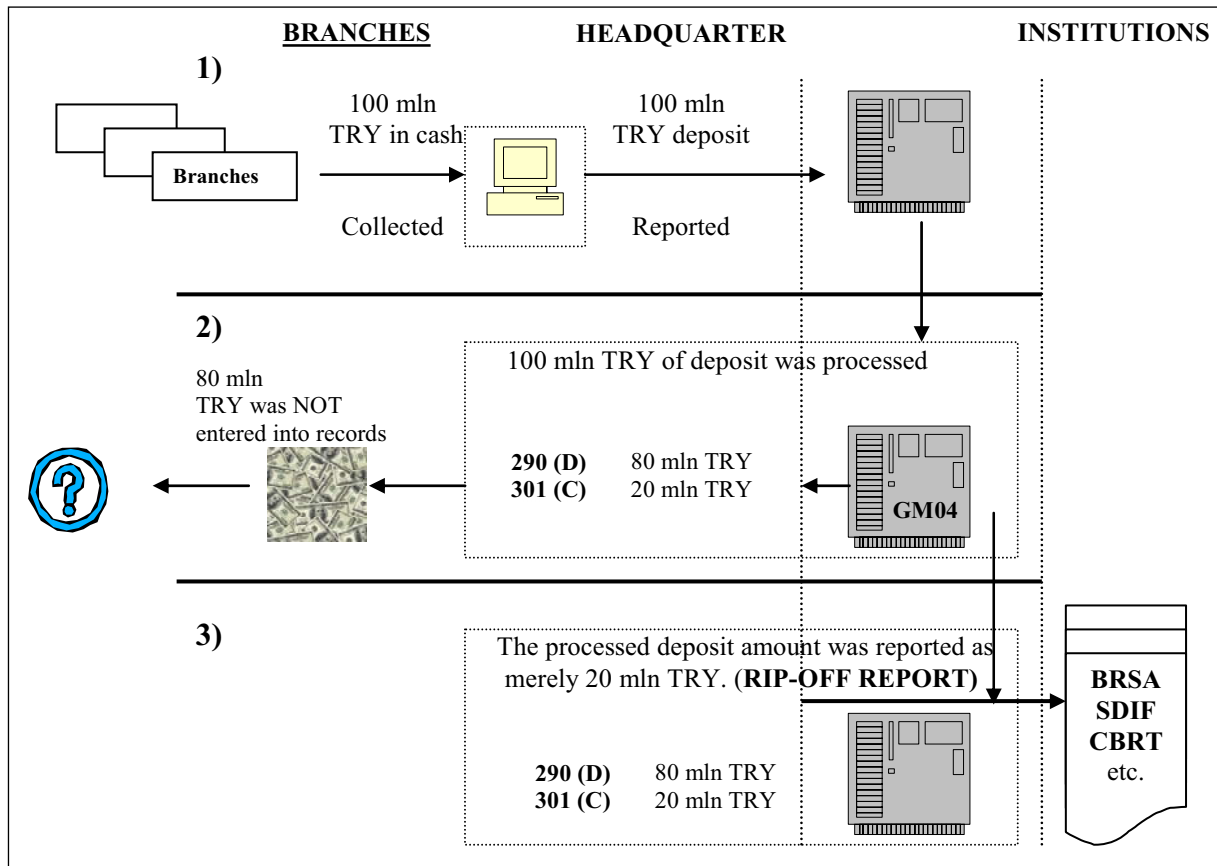 BRANCHES HEADQUARTER INSTITUTIONS
1)
100 mln
TRY in cash
100 mln
TRY deposit
Branches
Collected
Reported
2)
100 mln TRY of deposit was processed
80 mln
TRY was NOT
entered into records
290 (D) 80 mln TRY
301 (C) 20 mln TRY
GM04
?
3)
The processed deposit amount was reported as
merely 20 mln TRY. (RIP-OFF REPORT)
290 (D) 80 mln TRY
301 (C) 20 mln TRY
BRSA
SDIF
CBRT
etc.